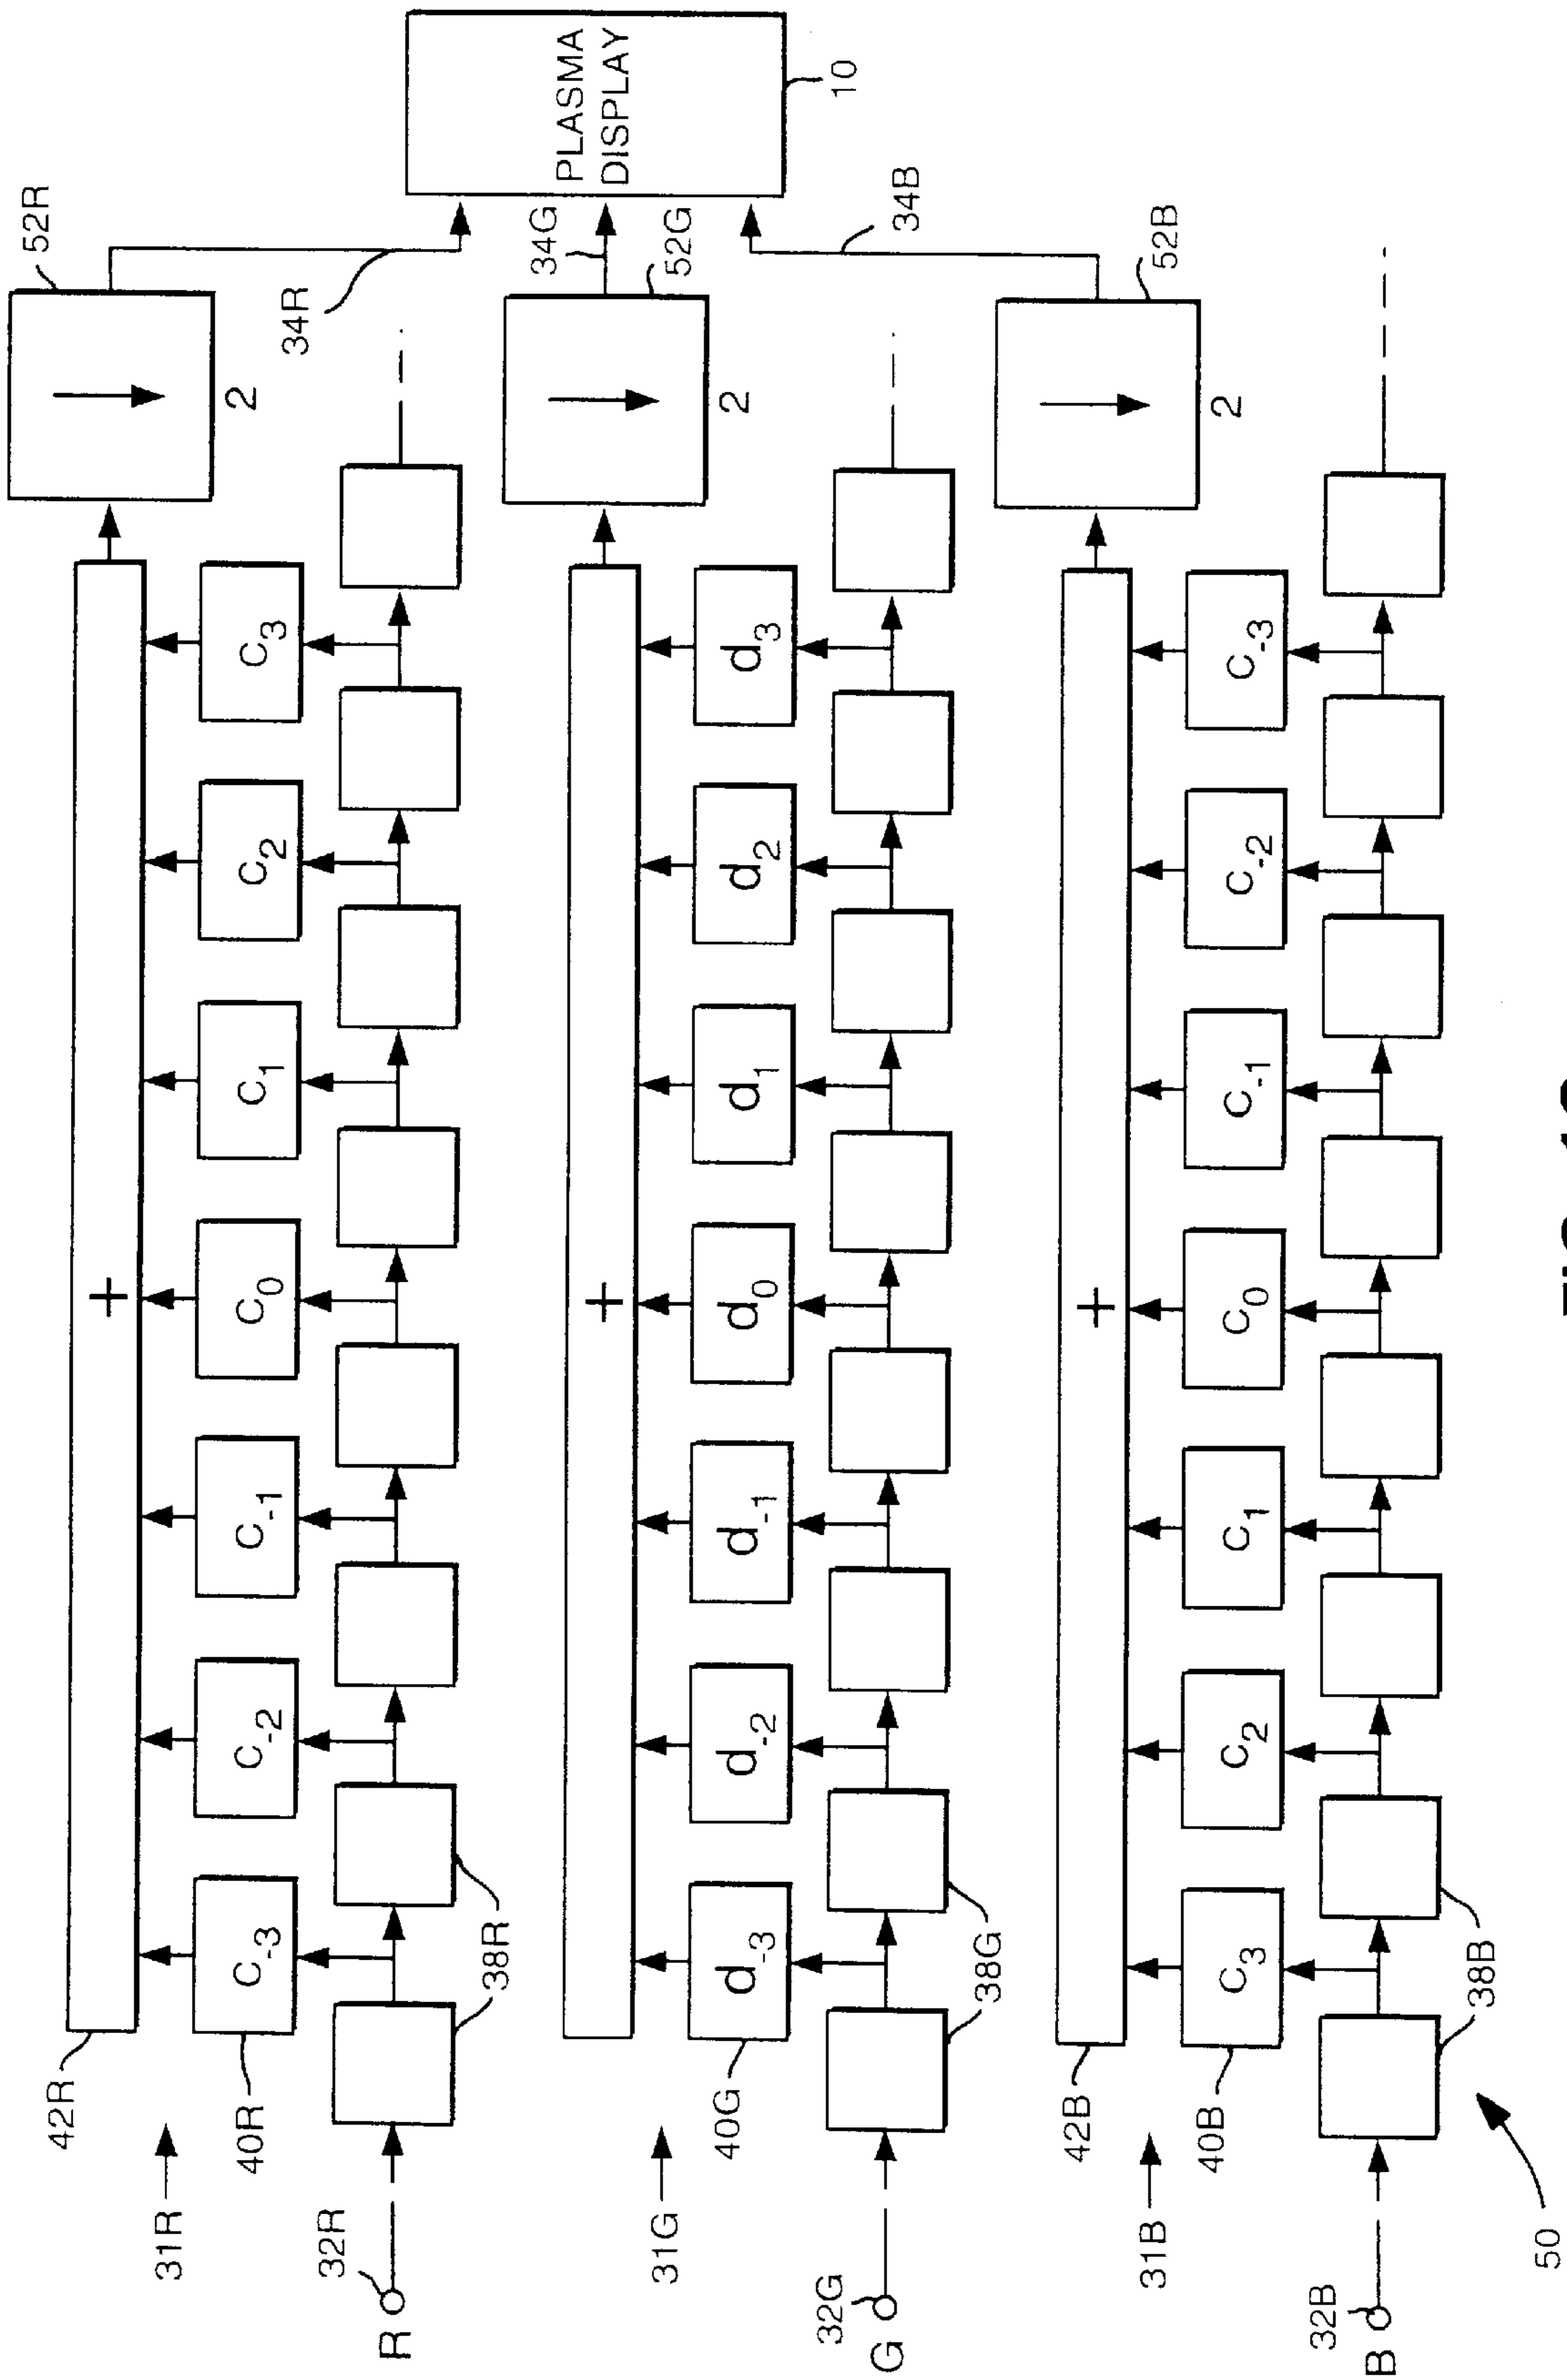 52R
2
42R
+
PLASMA
DISPLAY
10
34R
31R
40R
C-3
C-2
C-1
C0
C1
C2
C3
32R
R
38R
34G
52G
2
+
31G
40G
d-3
d-2
d-1
d0
d1
d2
d3
32G
G
38G
34B
52B
2
42B
+
31B
40B
C3
C2
C1
C0
C-1
C-2
C-3
32B
B
38B
50